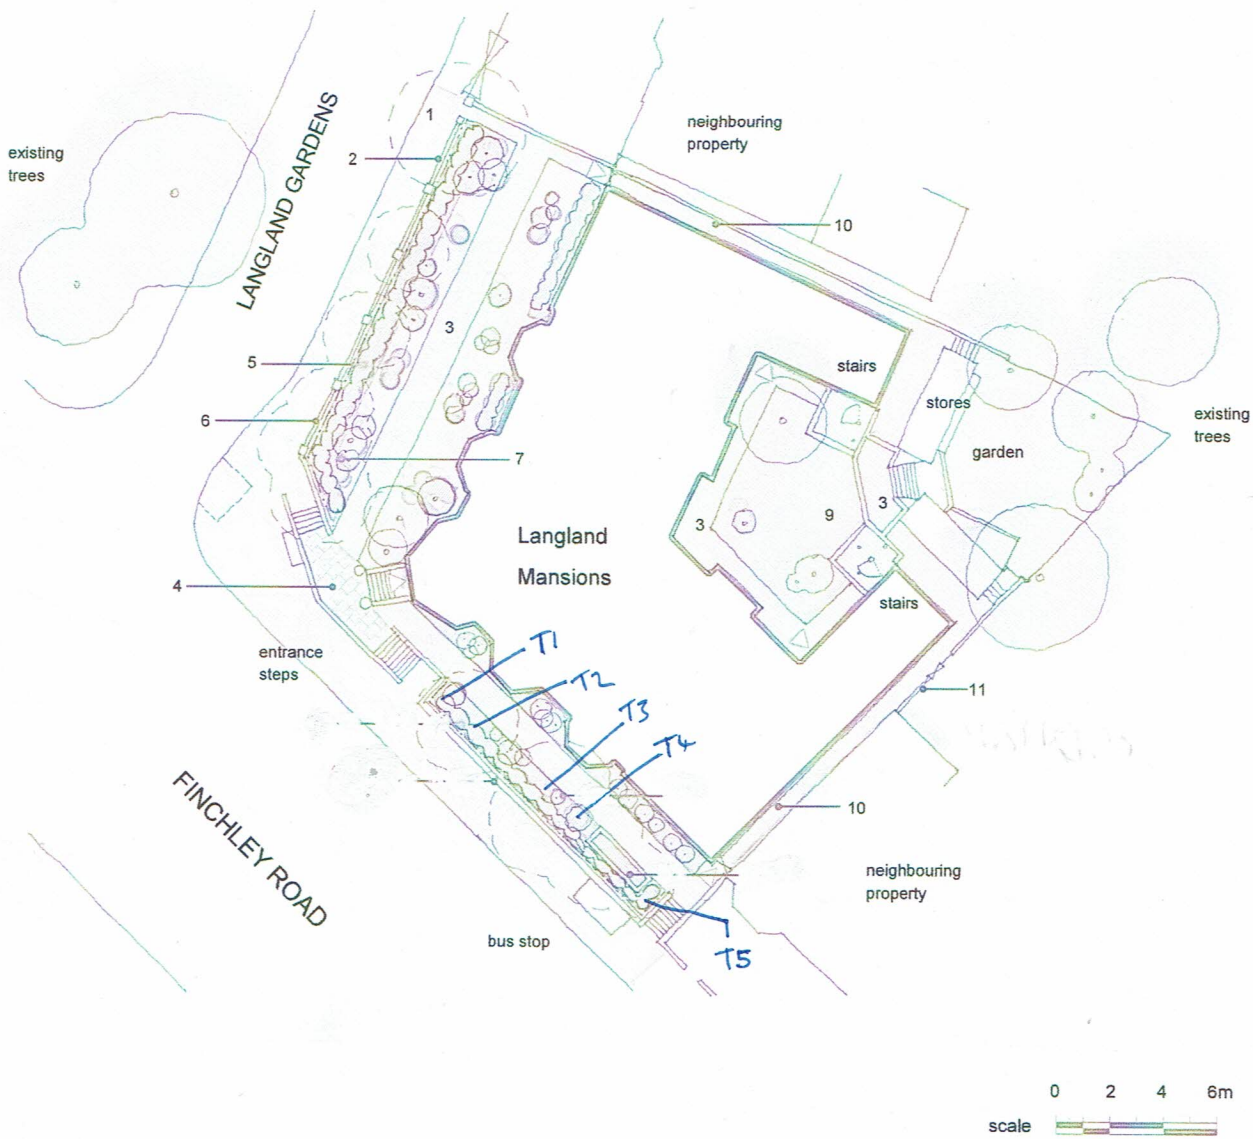 existing
trees
LANGLAND GARDENS
1
2
neighbouring
property
10
3
5
6
7
stairs
stores
garden
existing
trees
3
9
3
Langland
Mansions
4
stairs
entrance
steps
T1
T2
T3
T4
11
10
FINCHLEY ROAD
neighbouring
property
bus stop
T5
0 2 4 6m
scale